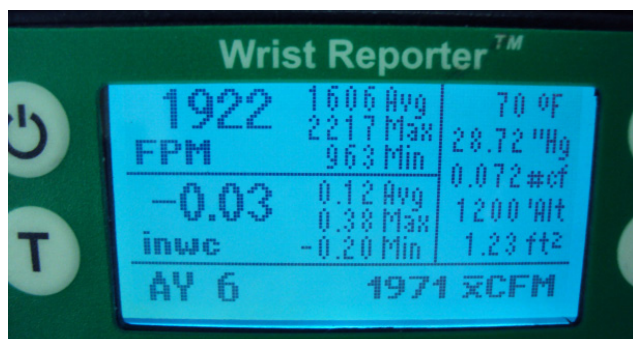 Wrist Reporter™
1922 FPM
1606 Avg
2217 Max
963 Min
70 °F
28.72 "Hg
0.072 #cf
1200 'Alt
1.23 ft²
-0.03 inwc
0.12 Avg
0.38 Max
-0.20 Min
AY 6
1971 x̅CFM
T